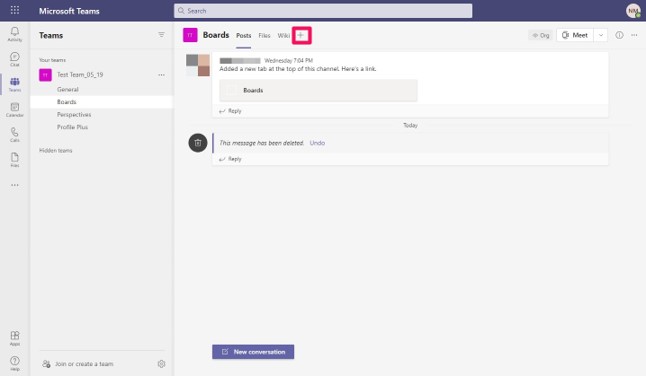 Microsoft Teams
Search
NM
Activity
Chat
Teams
Calendar
Calls
Files
Apps
Help
Teams
Your teams
TT
Test Team_05_19
General
Boards
Perspectives
Profile Plus
Hidden teams
Join or create a team
TT
Boards
Posts
Files
Wiki
Org
Meet
Wednesday 7:04 PM
Added a new tab at the top of this channel. Here's a link.
Boards
Reply
Today
This message has been deleted. Undo
Reply
New conversation